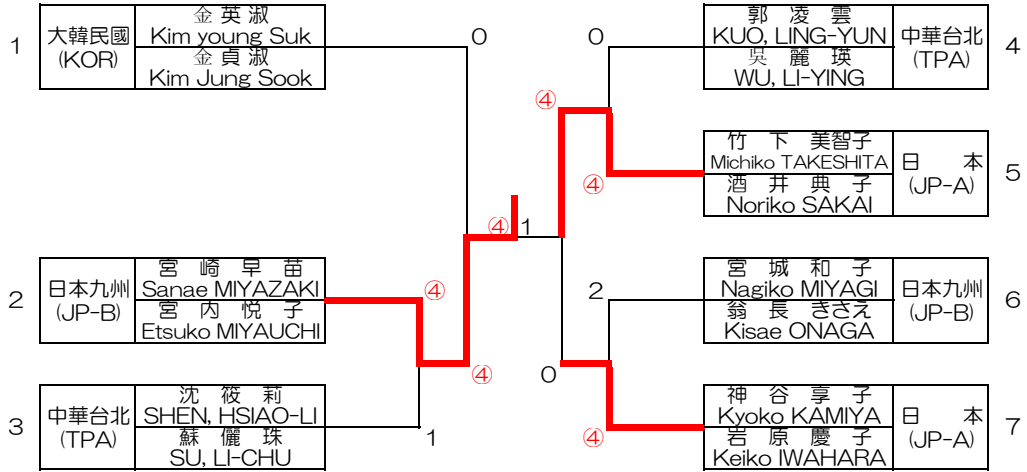 1
大韓民國
(KOR)
金 英 淑
Kim young Suk
金 貞 淑
Kim Jung Sook
0
2
日本九州
(JP-B)
宮 崎 早 苗
Sanae MIYAZAKI
宮 内 悦 子
Etsuko MIYAUCHI
④
④
3
中華台北
(TPA)
沈 筱 莉
SHEN, HSIAO-LI
蘇 儷 珠
SU, LI-CHU
1
④
1
0
郭 凌 雲
KUO, LING-YUN
吳 麗 瑛
WU, LI-YING
中華台北
(TPA)
4
④
④
竹 下 美智子
Michiko TAKESHITA
酒 井 典 子
Noriko SAKAI
日 本
(JP-A)
5
2
宮 城 和 子
Nagiko MIYAGI
翁 長 きさえ
Kisae ONAGA
日本九州
(JP-B)
6
0
④
神 谷 享 子
Kyoko KAMIYA
岩 原 慶 子
Keiko IWAHARA
日 本
(JP-A)
7